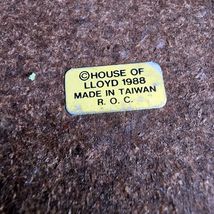 ©HOUSE OF
LLOYD 1988
MADE IN TAIWAN
R. O. C.